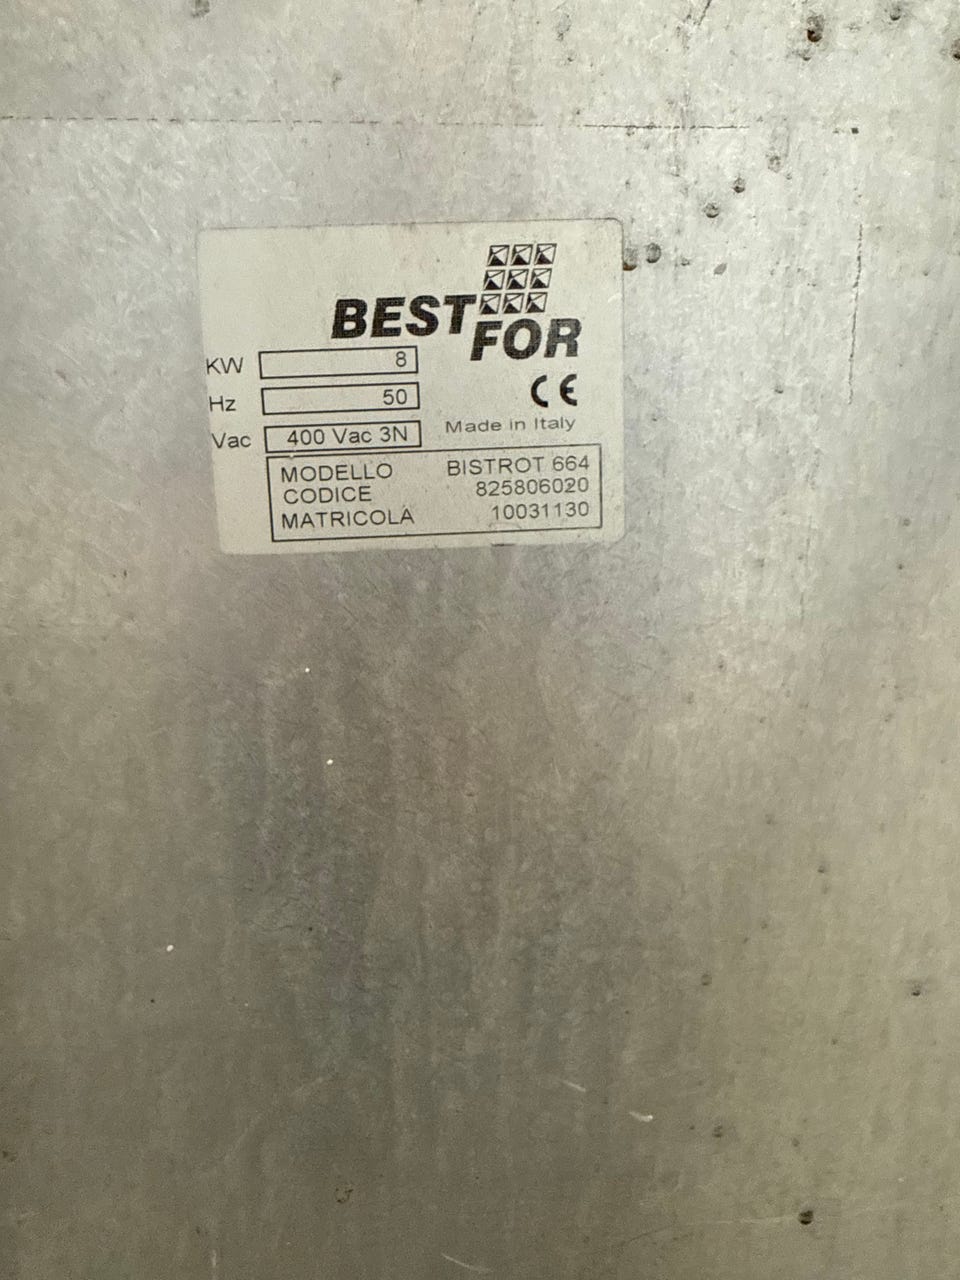 BEST
FOR
KW 8
Hz 50
CE
Made in Italy
Vac 400 Vac 3N
MODELLO BISTROT 664
CODICE 825806020
MATRICOLA 10031130